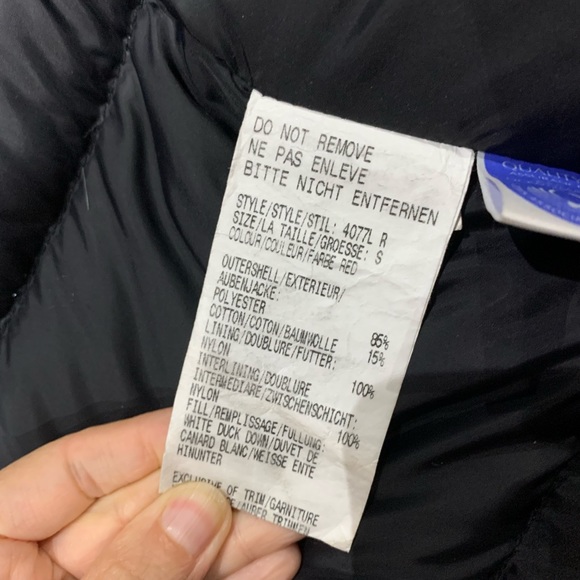 DO NOT REMOVE
NE PAS ENLEVE
BITTE NICHT ENTFERNEN
STYLE/STYLE/STIL: 4077L R
SIZE/LA TAILLE/GROESSE: S
COLOUR/COULEUR/FARBE RED
OUTERSHELL/EXTERIEUR/
AUBENJACKE:
POLYESTER 85%
COTTON/COTON/BAUMWOLLE 15%
LINING/DOUBLURE/FUTTER:
NYLON 100%
INTERLINING/DOUBLURE
INTERMEDIARE/ZWISCHENSCHICHT:
NYLON 100%
FILL/REMPLISSAGE/FULLUNG:
WHITE DUCK DOWN/DUVET DE
CANARD BLANC/WEISSE ENTE
HINUNTER
EXCLUSIVE OF TRIM/GARNITURE